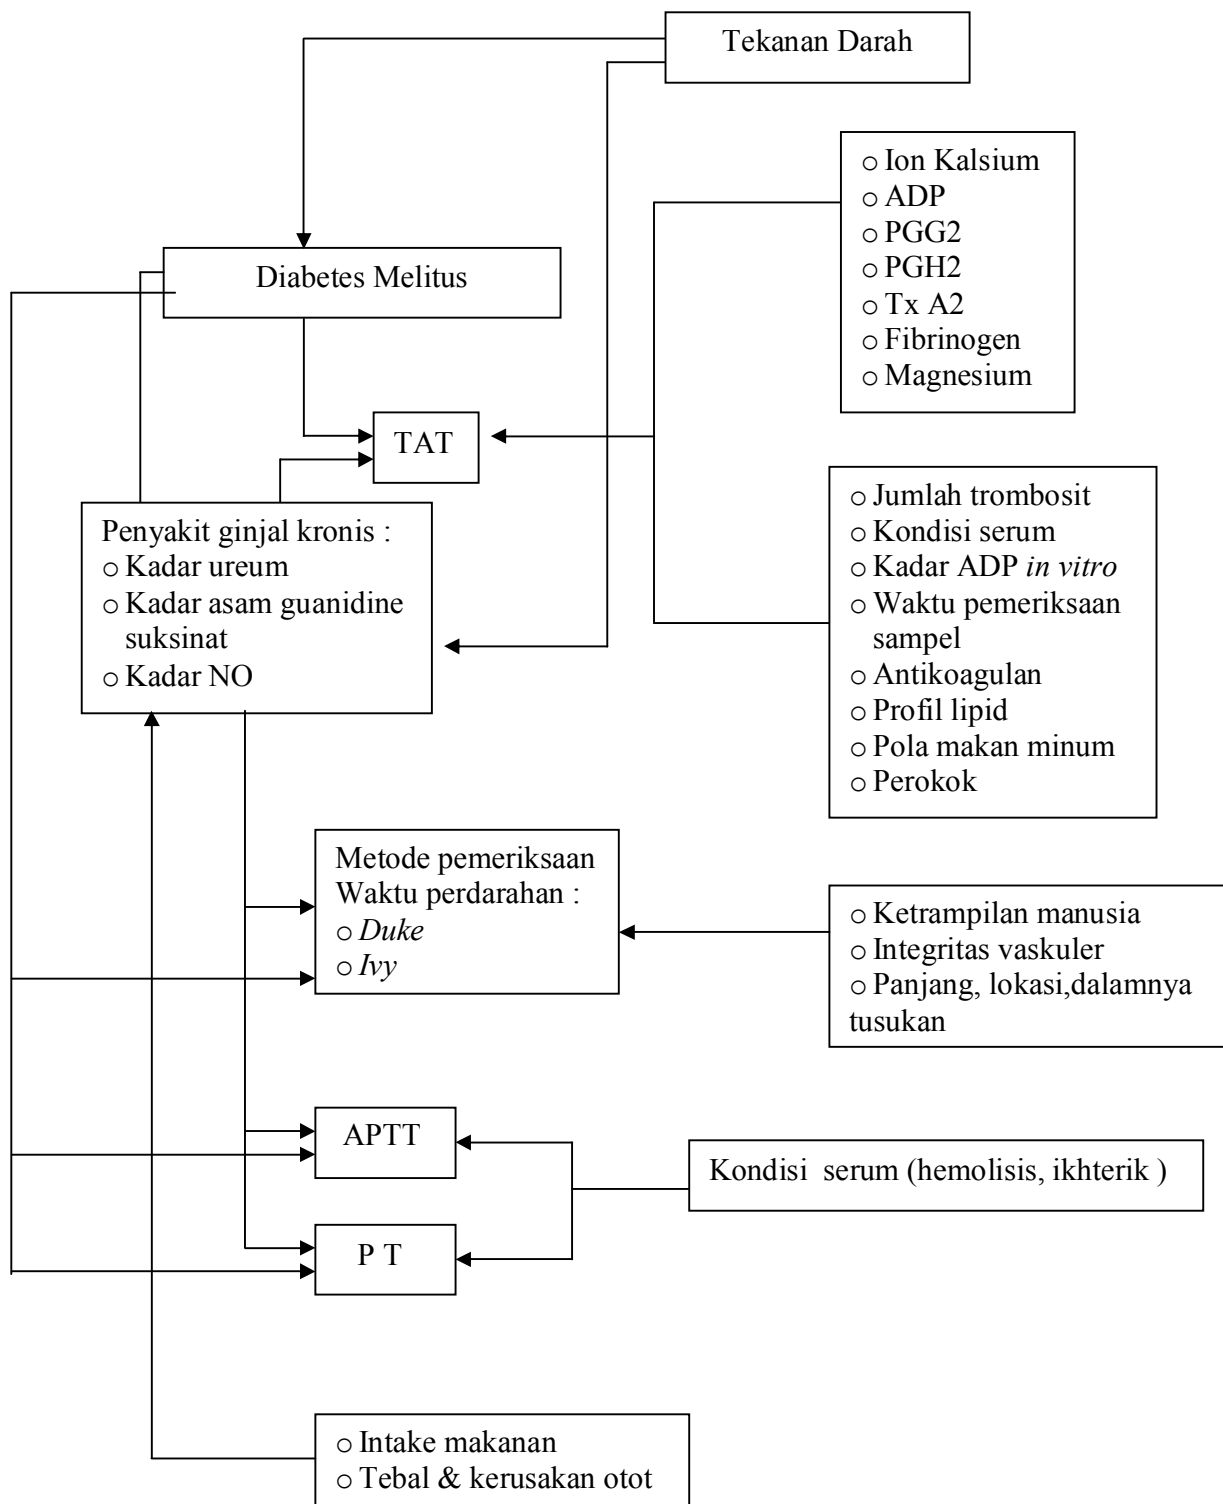 Tekanan Darah
○ Ion Kalsium
○ ADP
○ PGG2
○ PGH2
○ Tx A2
○ Fibrinogen
○ Magnesium
Diabetes Melitus
TAT
Penyakit ginjal kronis :
○ Kadar ureum
○ Kadar asam guanidine
suksinat
○ Kadar NO
○ Jumlah trombosit
○ Kondisi serum
○ Kadar ADP in vitro
○ Waktu pemeriksaan
sampel
○ Antikoagulan
○ Profil lipid
○ Pola makan minum
○ Perokok
Metode pemeriksaan
Waktu perdarahan :
○ Duke
○ Ivy
○ Ketrampilan manusia
○ Integritas vaskuler
○ Panjang, lokasi,dalamnya
tusukan
APTT
Kondisi serum (hemolisis, ikhterik )
P T
○ Intake makanan
○ Tebal & kerusakan otot